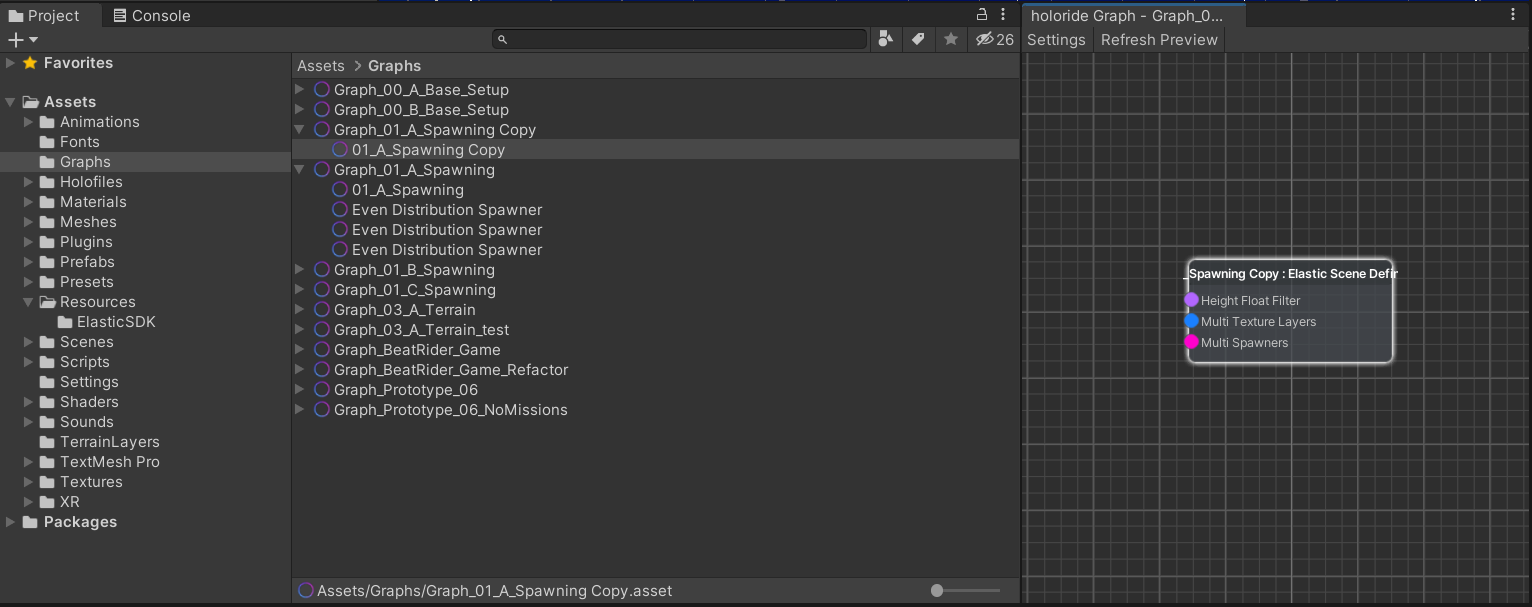 Project
Console
26
Favorites
Assets
Animations
Fonts
Graphs
Holofiles
Materials
Meshes
Plugins
Prefabs
Presets
Resources
ElasticSDK
Scenes
Scripts
Settings
Shaders
Sounds
TerrainLayers
TextMesh Pro
Textures
XR
Packages
Assets > Graphs
Graph_00_A_Base_Setup
Graph_00_B_Base_Setup
Graph_01_A_Spawning Copy
01_A_Spawning Copy
Graph_01_A_Spawning
01_A_Spawning
Even Distribution Spawner
Even Distribution Spawner
Even Distribution Spawner
Graph_01_B_Spawning
Graph_01_C_Spawning
Graph_03_A_Terrain
Graph_03_A_Terrain_test
Graph_BeatRider_Game
Graph_BeatRider_Game_Refactor
Graph_Prototype_06
Graph_Prototype_06_NoMissions
Assets/Graphs/Graph_01_A_Spawning Copy.asset
holoride Graph - Graph_0...
Settings
Refresh Preview
_Spawning Copy : Elastic Scene Defir
Height Float Filter
Multi Texture Layers
Multi Spawners